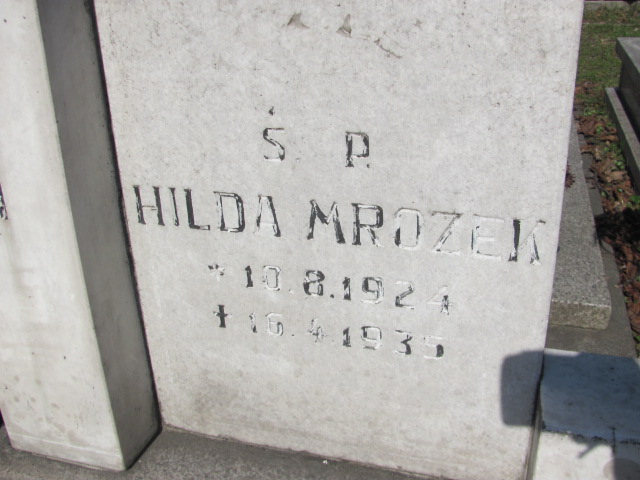 Ś. P.
HILDA MROZEK
* 10.8.1924
✝ 16.4.1935